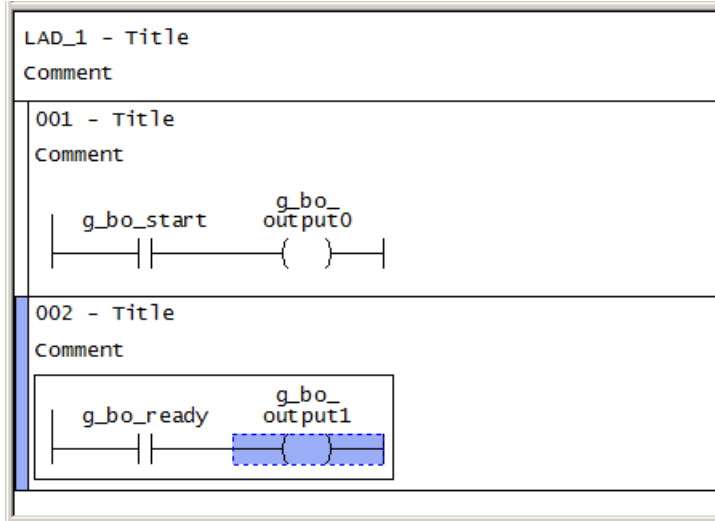 LAD_1 - Title
Comment
001 - Title
Comment
g_bo_start
g_bo_
output0
002 - Title
Comment
g_bo_ready
g_bo_
output1